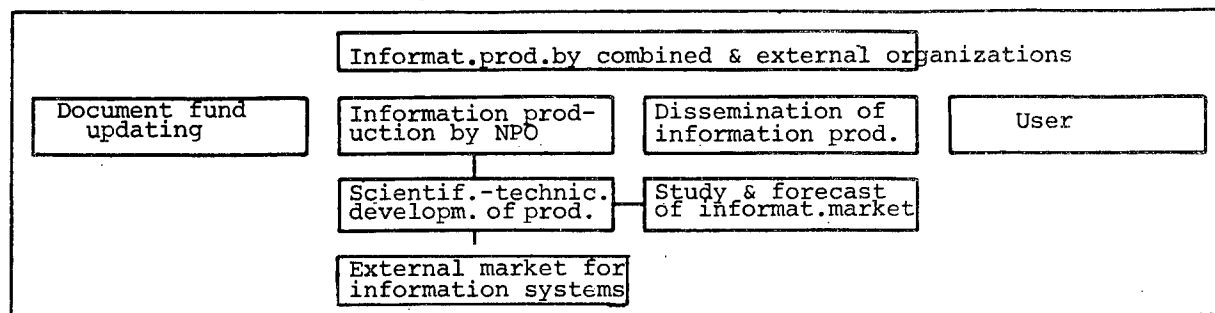 Informat.prod.by combined & external organizations
Document fund
updating
Information prod-
uction by NPO
Dissemination of
information prod.
User
Scientif.-technic.
developm. of prod.
Study & forecast
of informat.market
External market for
information systems